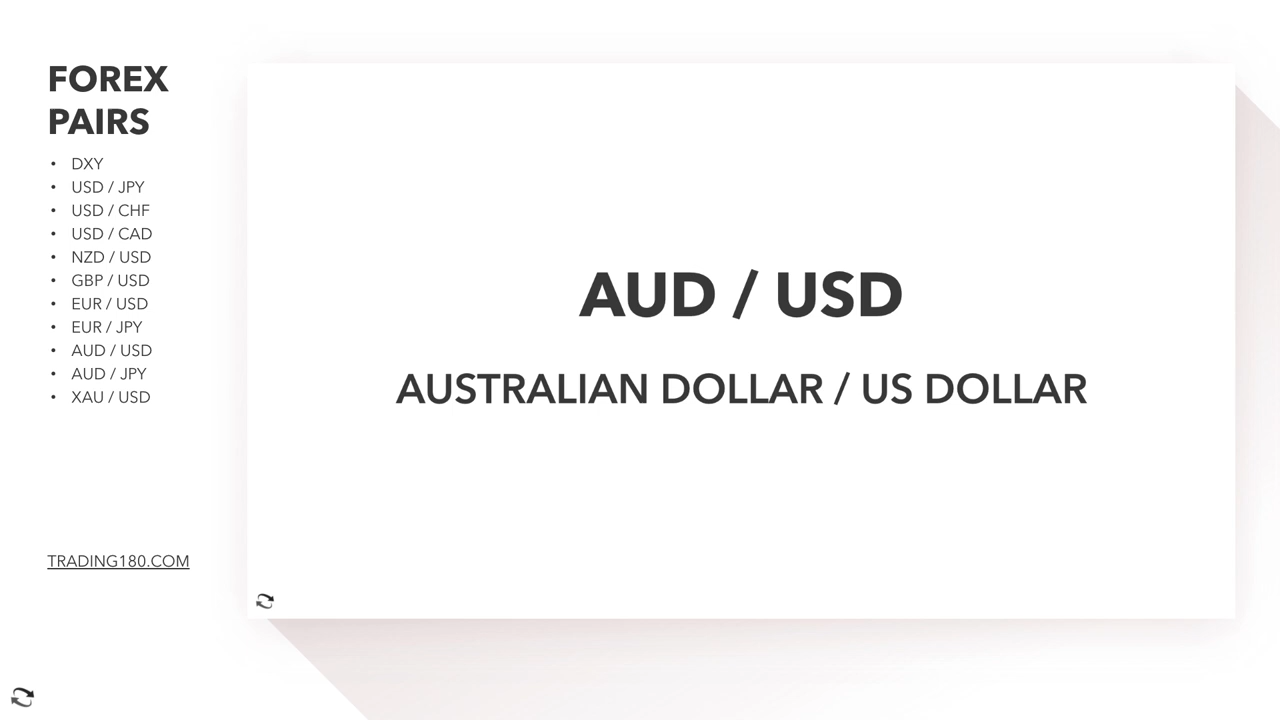 FOREX
PAIRS
• DXY
• USD / JPY
• USD / CHF
• USD / CAD
• NZD / USD
• GBP / USD
• EUR / USD
• EUR / JPY
• AUD / USD
• AUD / JPY
• XAU / USD
TRADING180.COM
AUD / USD
AUSTRALIAN DOLLAR / US DOLLAR